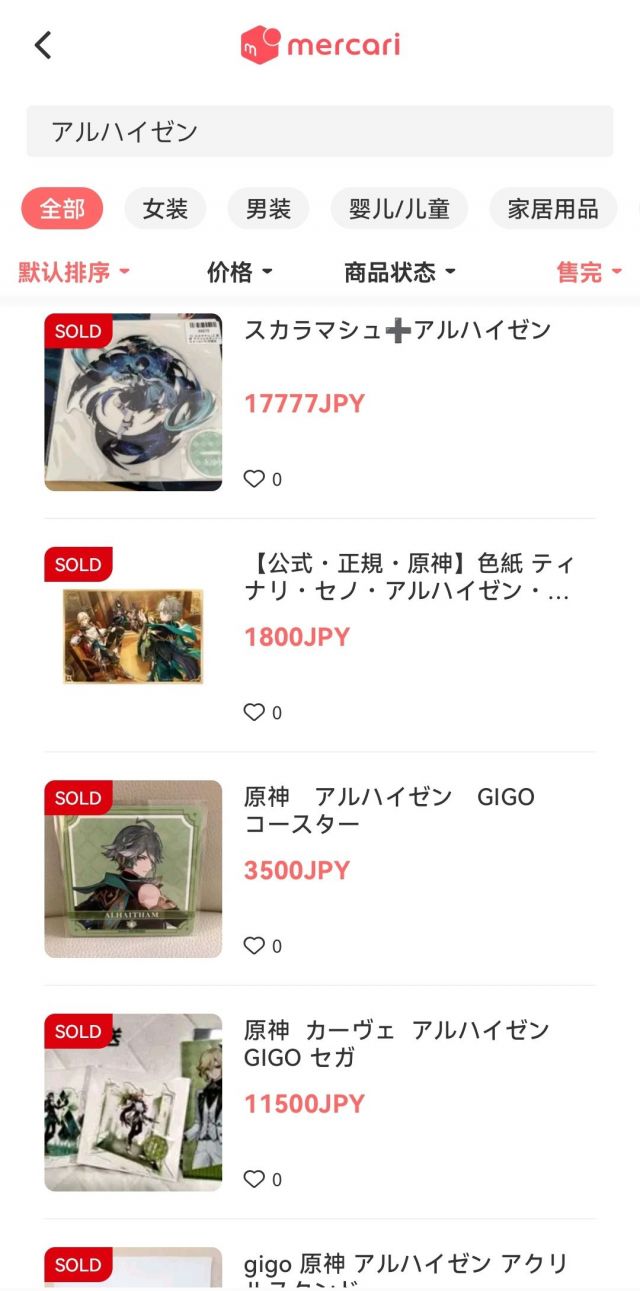 mercari
アルハイゼン
全部 女装 男装 婴儿/儿童 家居用品
默认排序 价格 商品状态 售完
SOLD
スカラマシュ➕アルハイゼン
17777JPY
0
SOLD
【公式・正規・原神】色紙 ティ
ナリ・セノ・アルハイゼン・...
1800JPY
0
SOLD
ALHAITHAM
原神　アルハイゼン　GIGO
コースター
3500JPY
0
SOLD
原神 カーヴェ アルハイゼン
GIGO セガ
11500JPY
0
SOLD
gigo 原神 アルハイゼン アクリ
ルスタンド